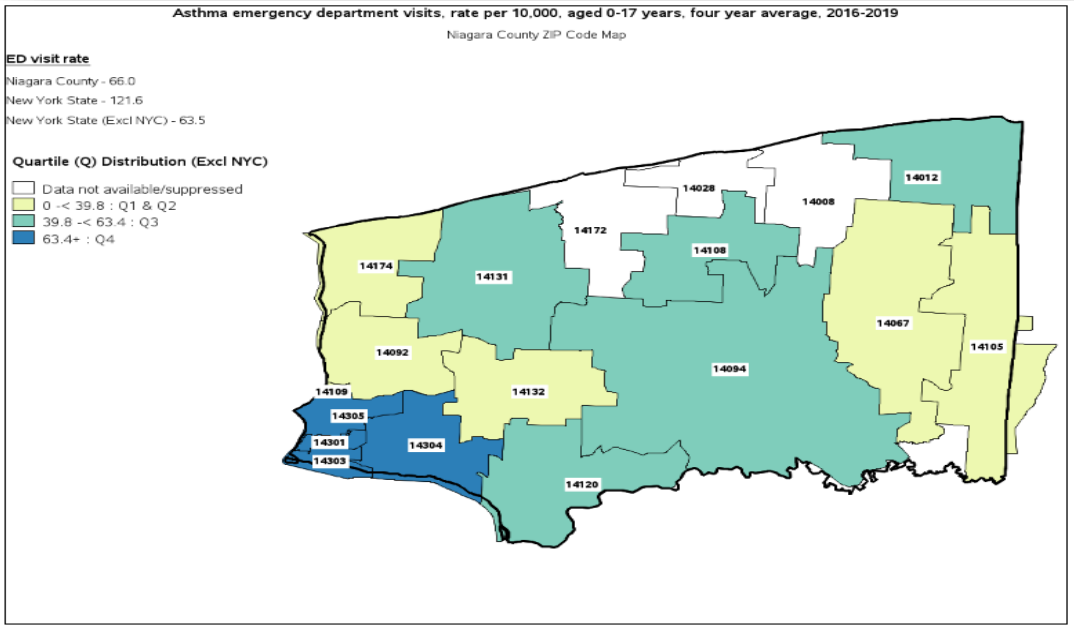 Asthma emergency department visits, rate per 10,000, aged 0-17 years, four year average, 2016-2019
Niagara County ZIP Code Map
ED visit rate
Niagara County - 66.0
New York State - 121.6
New York State (Excl NYC) - 63.5
Quartile (Q) Distribution (Excl NYC)
Data not available/suppressed
0 -< 39.8 : Q1 & Q2
39.8 -< 63.4 : Q3
63.4+ : Q4
14012
14028
14008
14172
14108
14174
14131
14067
14105
14092
14094
14109
14132
14305
14301
14304
14303
14120